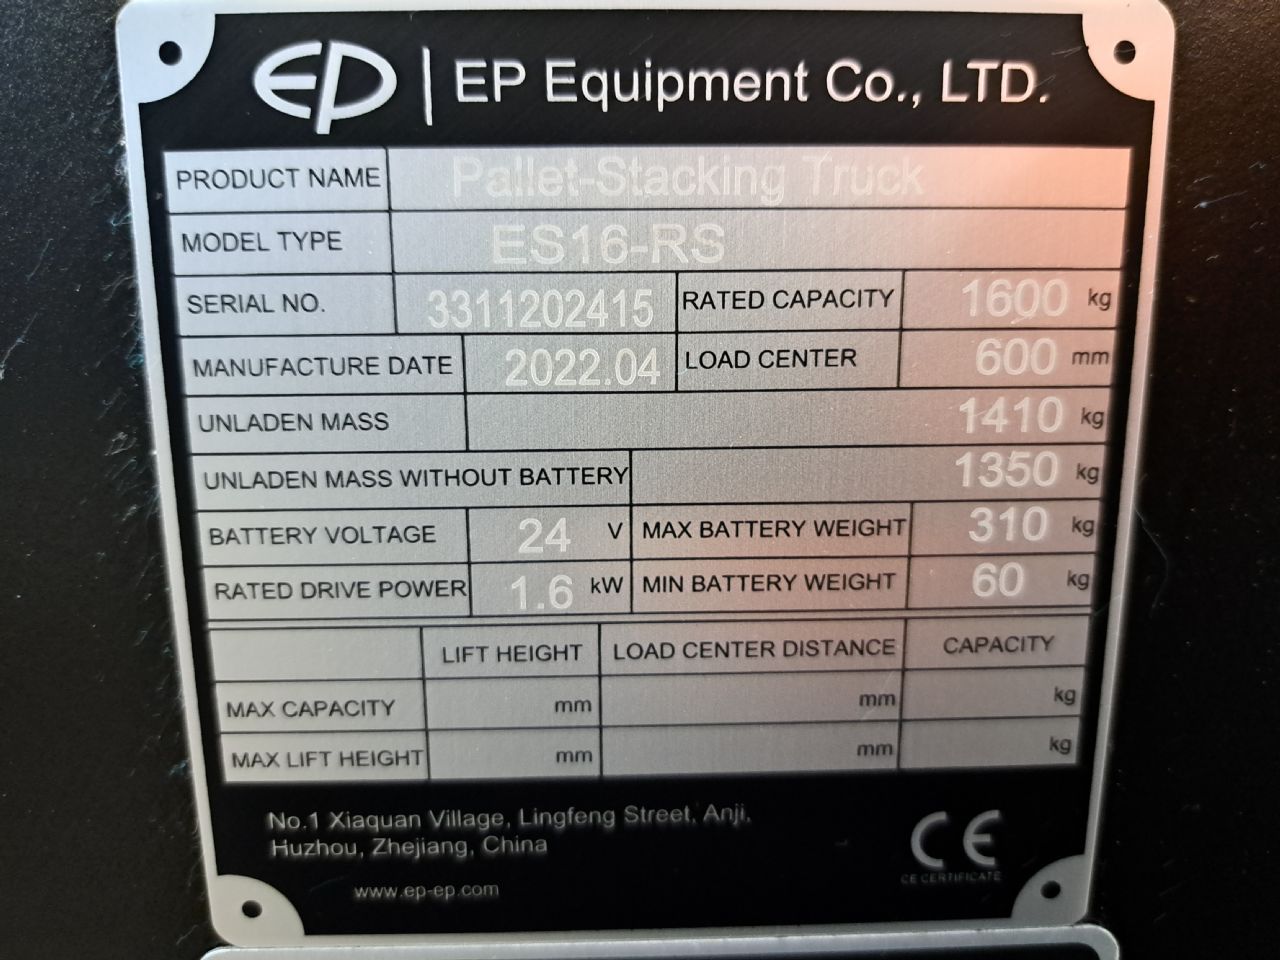 EP | EP Equipment Co., LTD.
PRODUCT NAME Pallet-Stacking Truck
MODEL TYPE ES16-RS
SERIAL NO. 3311202415 RATED CAPACITY 1600 kg
MANUFACTURE DATE 2022.04 LOAD CENTER 600 mm
UNLADEN MASS 1410 kg
UNLADEN MASS WITHOUT BATTERY 1350 kg
BATTERY VOLTAGE 24 V MAX BATTERY WEIGHT 310 kg
RATED DRIVE POWER 1.6 kW MIN BATTERY WEIGHT 60 kg
LIFT HEIGHT LOAD CENTER DISTANCE CAPACITY
MAX CAPACITY mm mm kg
MAX LIFT HEIGHT mm mm kg
No.1 Xiaquan Village, Lingfeng Street, Anji,
Huzhou, Zhejiang, China
www.ep-ep.com
CE
CE CERTIFICATE